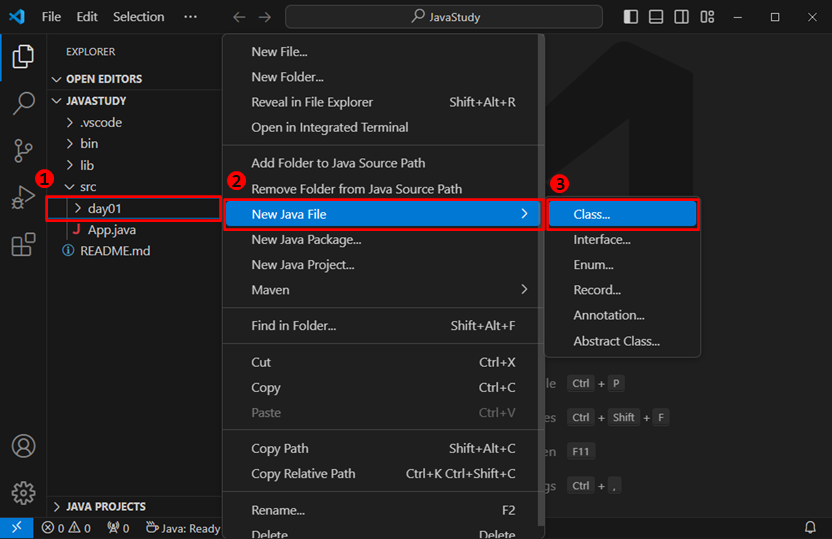 File Edit Selection ···
JavaStudy
EXPLORER
OPEN EDITORS
JAVASTUDY
.vscode
bin
lib
1
src
day01
J App.java
README.md
JAVA PROJECTS
2
New File...
New Folder...
Reveal in File Explorer Shift+Alt+R
Open in Integrated Terminal
Add Folder to Java Source Path
Remove Folder from Java Source Path
New Java File
New Java Package...
New Java Project...
Maven
Find in Folder... Shift+Alt+F
Cut Ctrl+X
Copy Ctrl+C
Paste Ctrl+V
Copy Path Shift+Alt+C
Copy Relative Path Ctrl+K Ctrl+Shift+C
Rename... F2
Delete Delete
3
Class...
Interface...
Enum...
Record...
Annotation...
Abstract Class...
Ctrl + P
Ctrl + Shift + F
F11
Ctrl + ,
0 0 0 Java: Ready